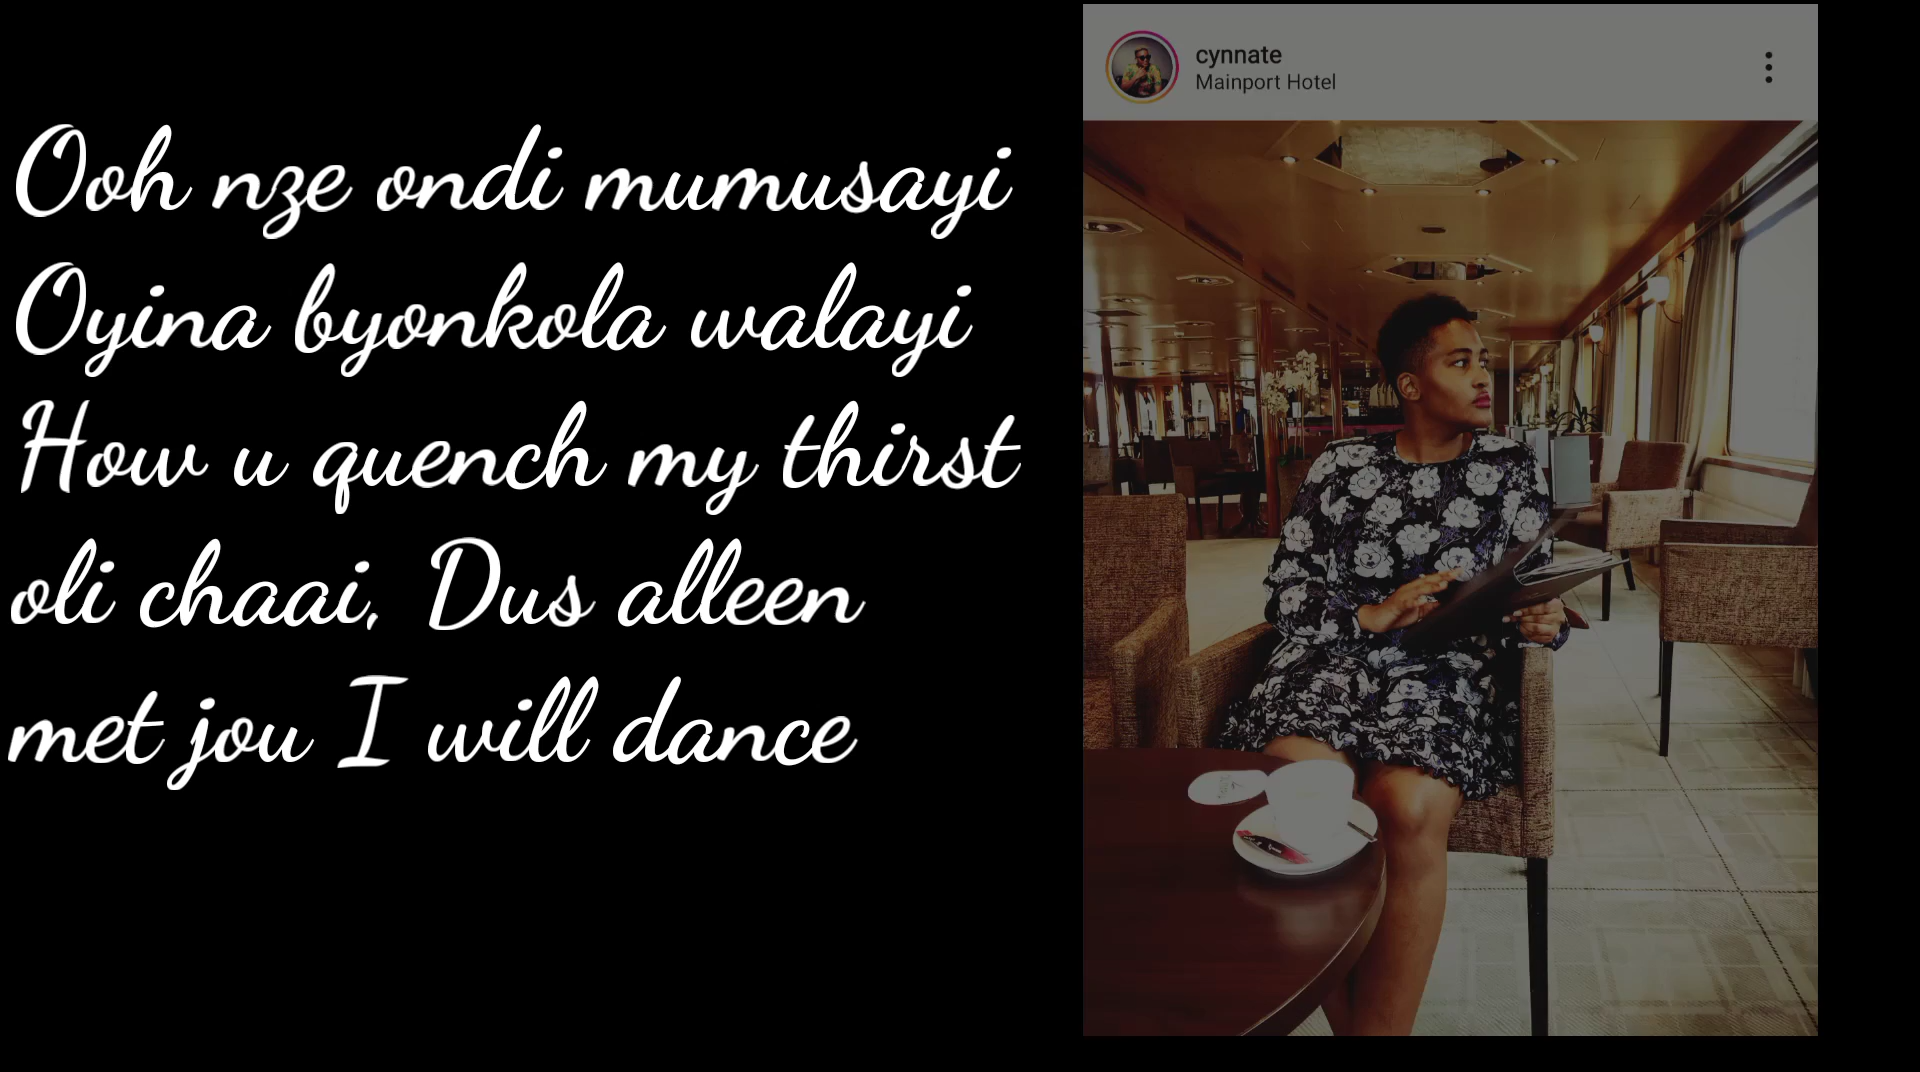 Ooh nze ondi mumusayi
Oyina byonkola walayi
How u quench my thirst
oli chaai, Dus alleen
met jou I will dance
cynnate
Mainport Hotel